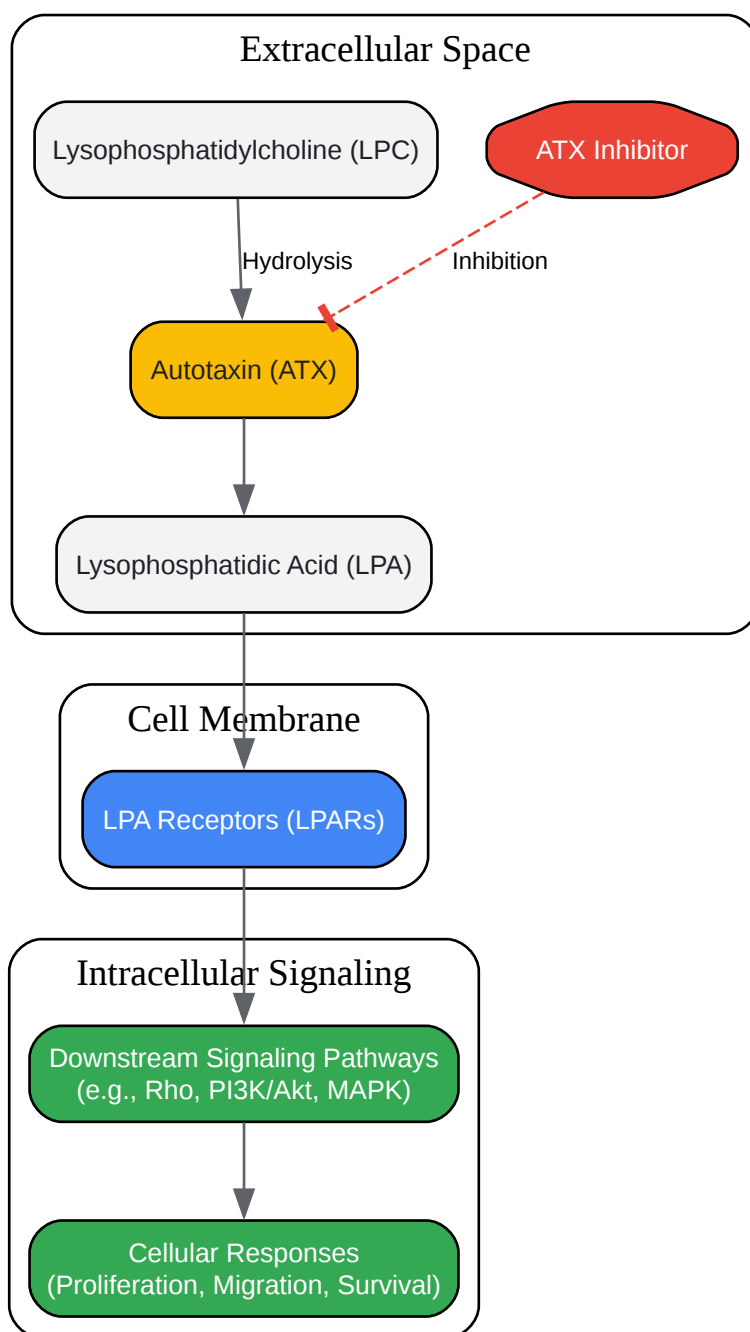 Extracellular Space
Lysophosphatidylcholine (LPC)
ATX Inhibitor
Hydrolysis
Inhibition
Autotaxin (ATX)
Lysophosphatidic Acid (LPA)
Cell Membrane
LPA Receptors (LPARs)
Intracellular Signaling
Downstream Signaling Pathways
(e.g., Rho, PI3K/Akt, MAPK)
Cellular Responses
(Proliferation, Migration, Survival)